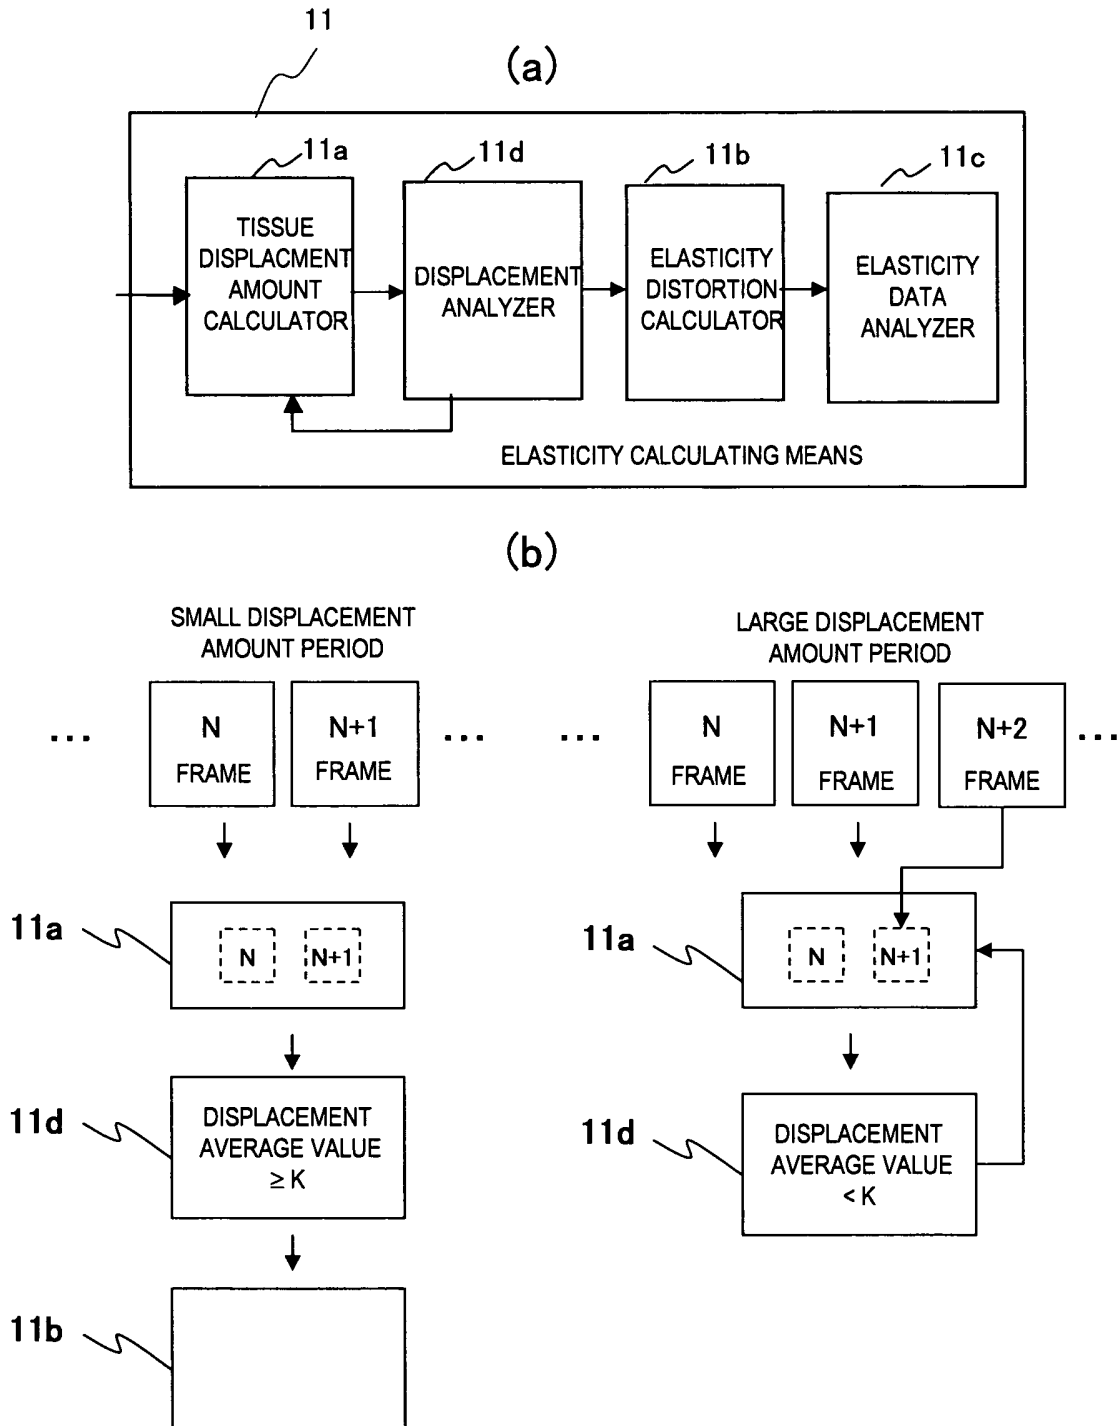 11
(a)
11a
11d
11b
11c
TISSUE
DISPLACMENT
AMOUNT
CALCULATOR
DISPLACEMENT
ANALYZER
ELASTICITY
DISTORTION
CALCULATOR
ELASTICITY
DATA
ANALYZER
ELASTICITY CALCULATING MEANS
(b)
SMALL DISPLACEMENT
AMOUNT PERIOD
LARGE DISPLACEMENT
AMOUNT PERIOD
...
N
FRAME
N+1
FRAME
...
...
N
FRAME
N+1
FRAME
N+2
FRAME
...
11a
N
N+1
11a
N
N+1
11d
DISPLACEMENT
AVERAGE VALUE
≥ K
11d
DISPLACEMENT
AVERAGE VALUE
< K
11b